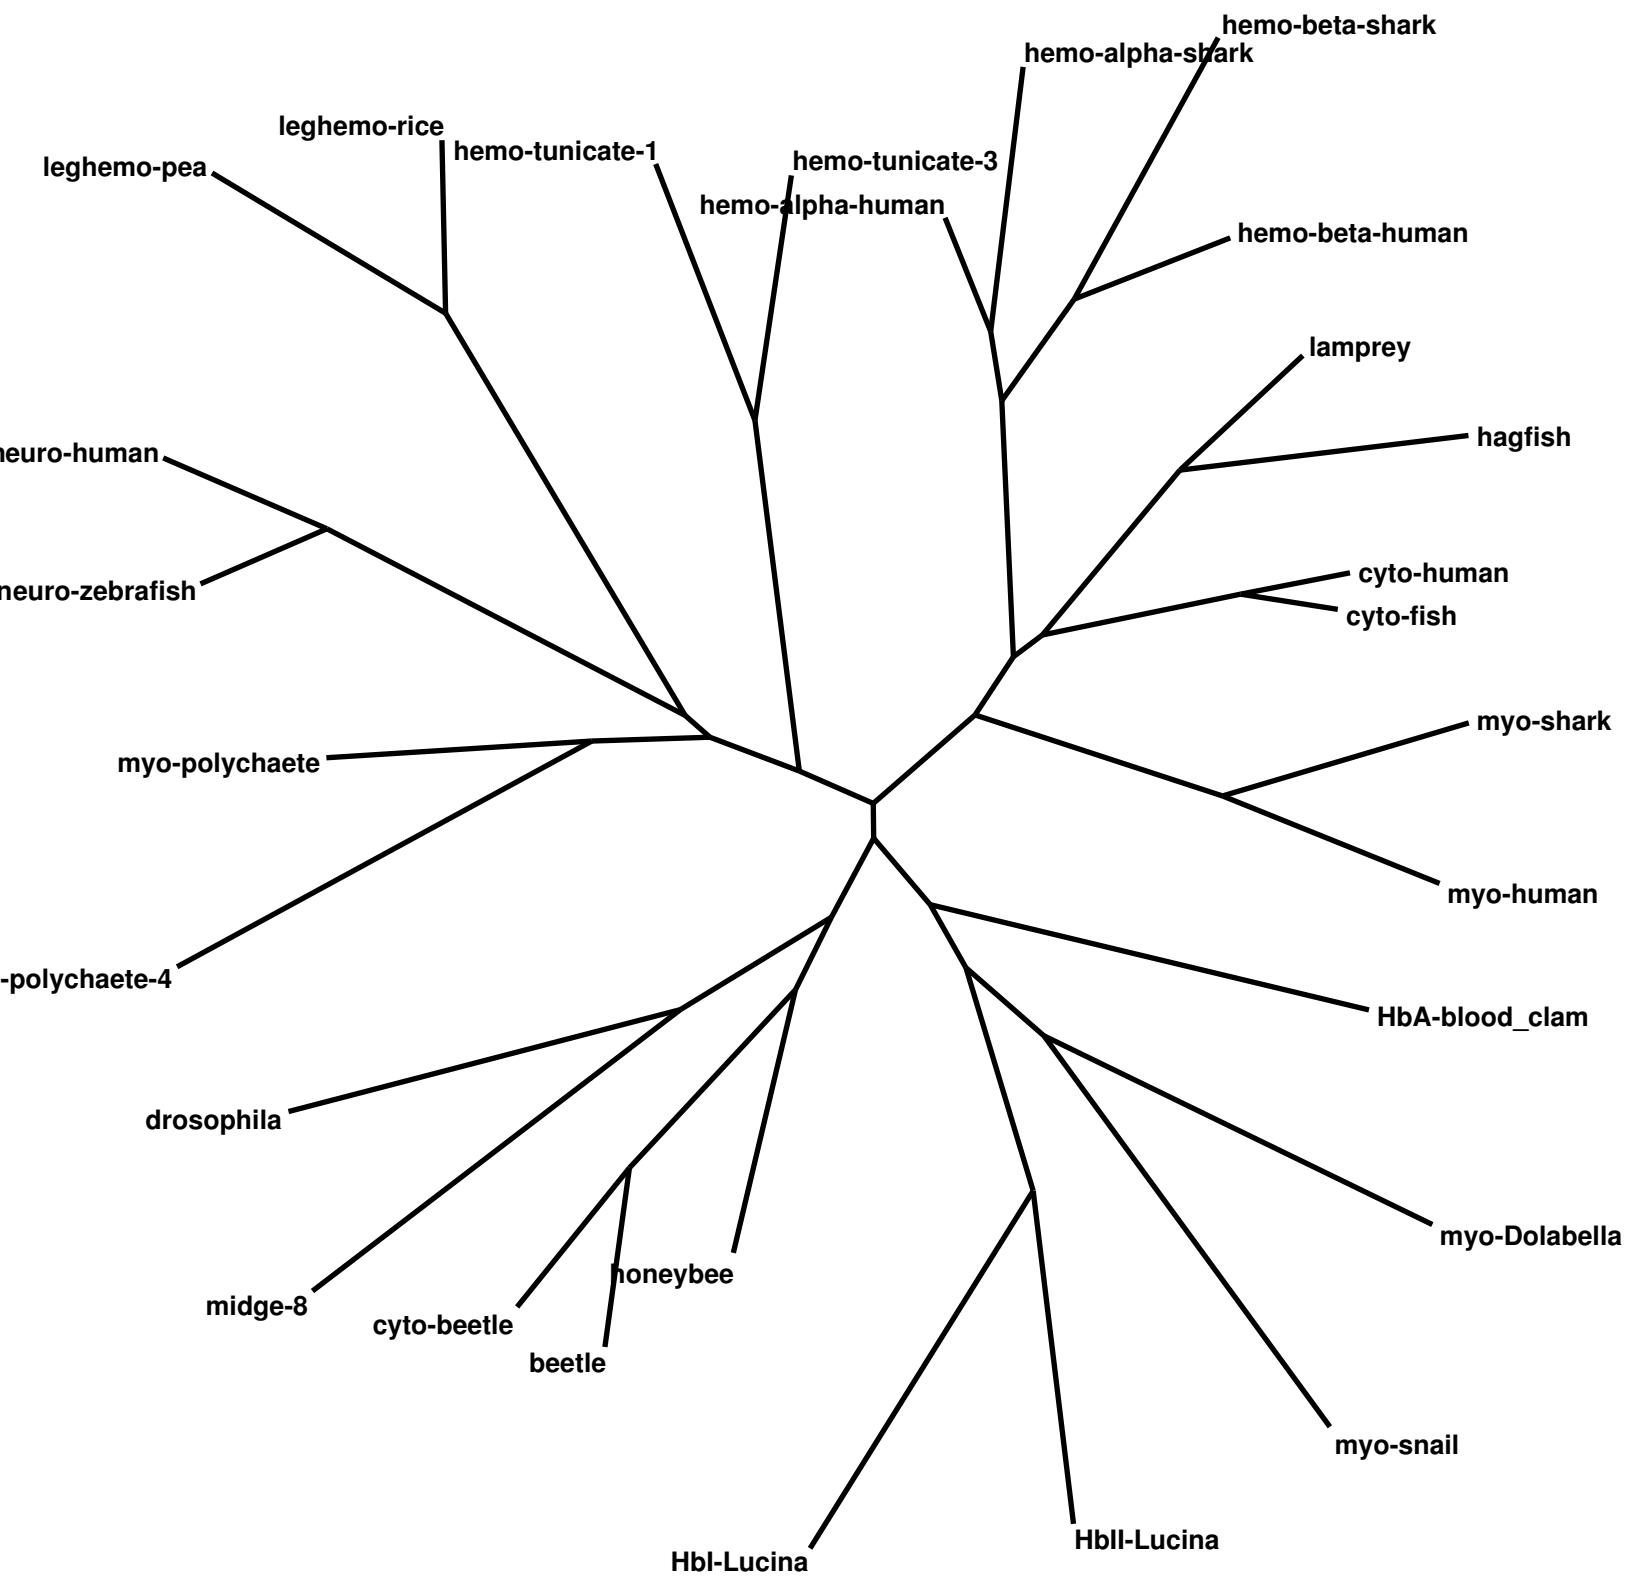 hemo-beta-shark
hemo-alpha-shark
leghemo-rice
hemo-tunicate-1
hemo-tunicate-3
leghemo-pea
hemo-alpha-human
hemo-beta-human
lamprey
hagfish
neuro-human
cyto-human
neuro-zebrafish
cyto-fish
myo-shark
myo-polychaete
myo-human
-polychaete-4
HbA-blood_clam
drosophila
myo-Dolabella
honeybee
midge-8
cyto-beetle
beetle
myo-snail
HbII-Lucina
HbI-Lucina